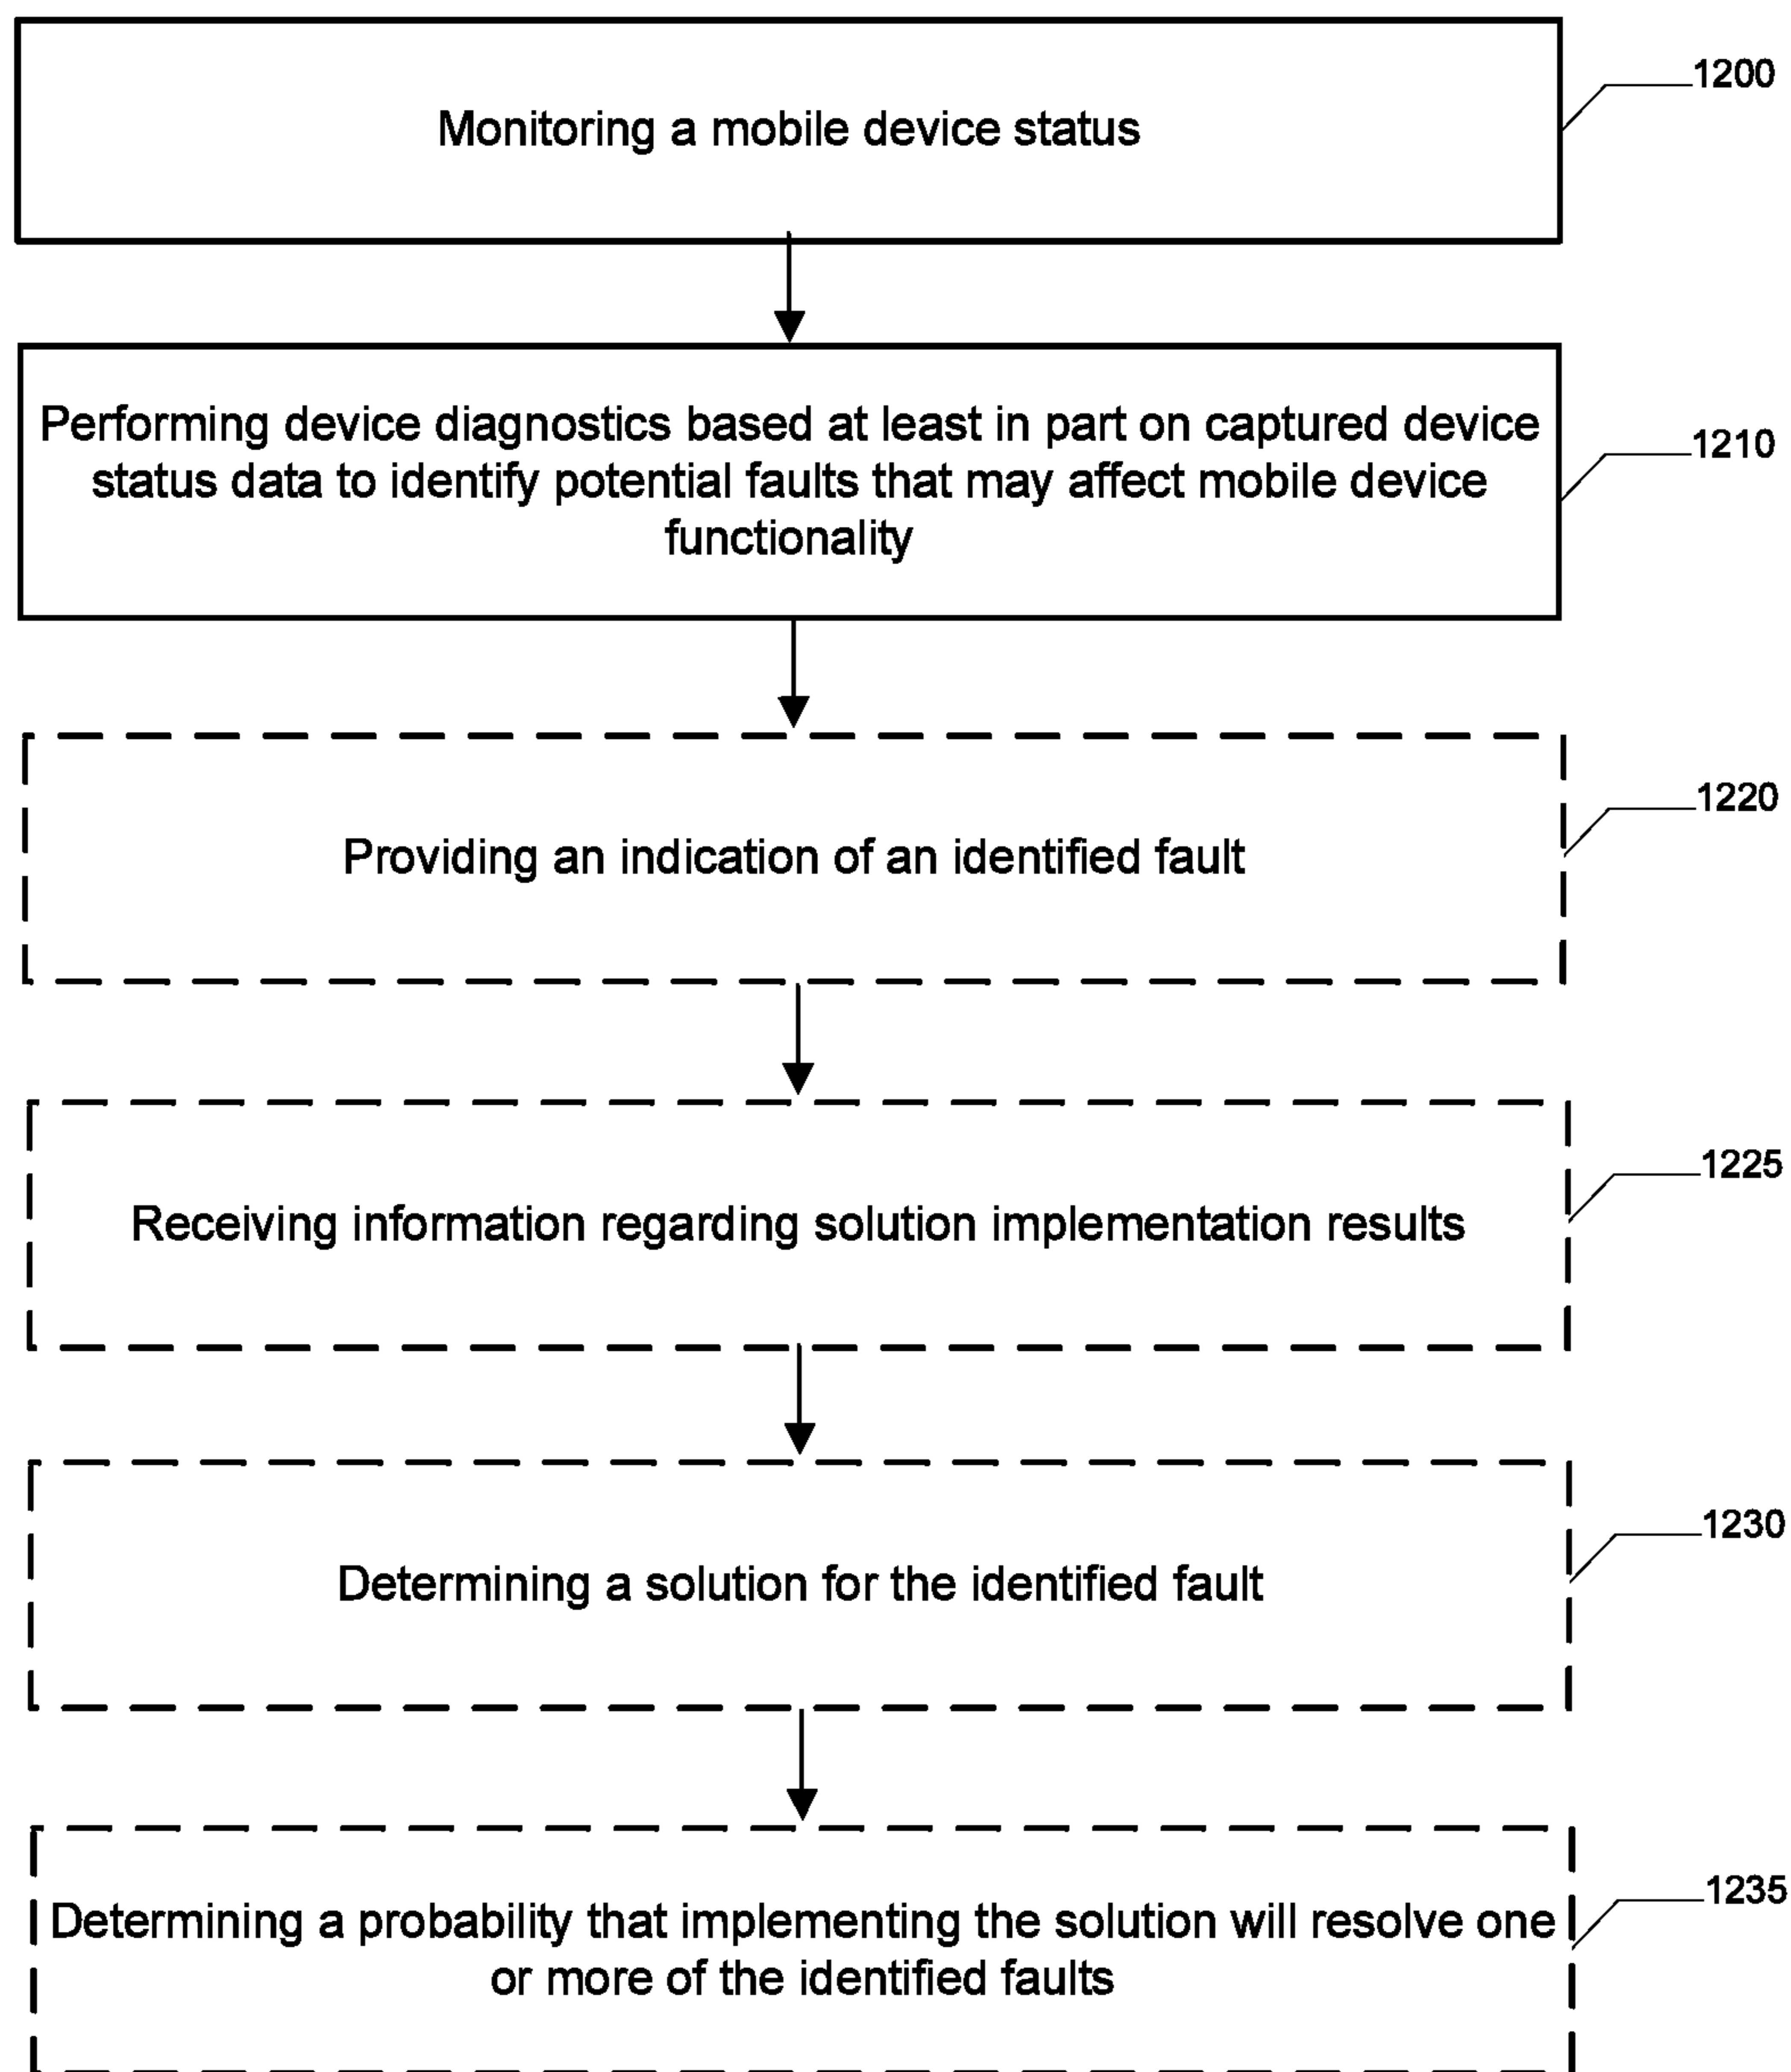 Monitoring a mobile device status
1200
Performing device diagnostics based at least in part on captured device
status data to identify potential faults that may affect mobile device
functionality
1210
Providing an indication of an identified fault
1220
Receiving information regarding solution implementation results
1225
Determining a solution for the identified fault
1230
Determining a probability that implementing the solution will resolve one
or more of the identified faults
1235